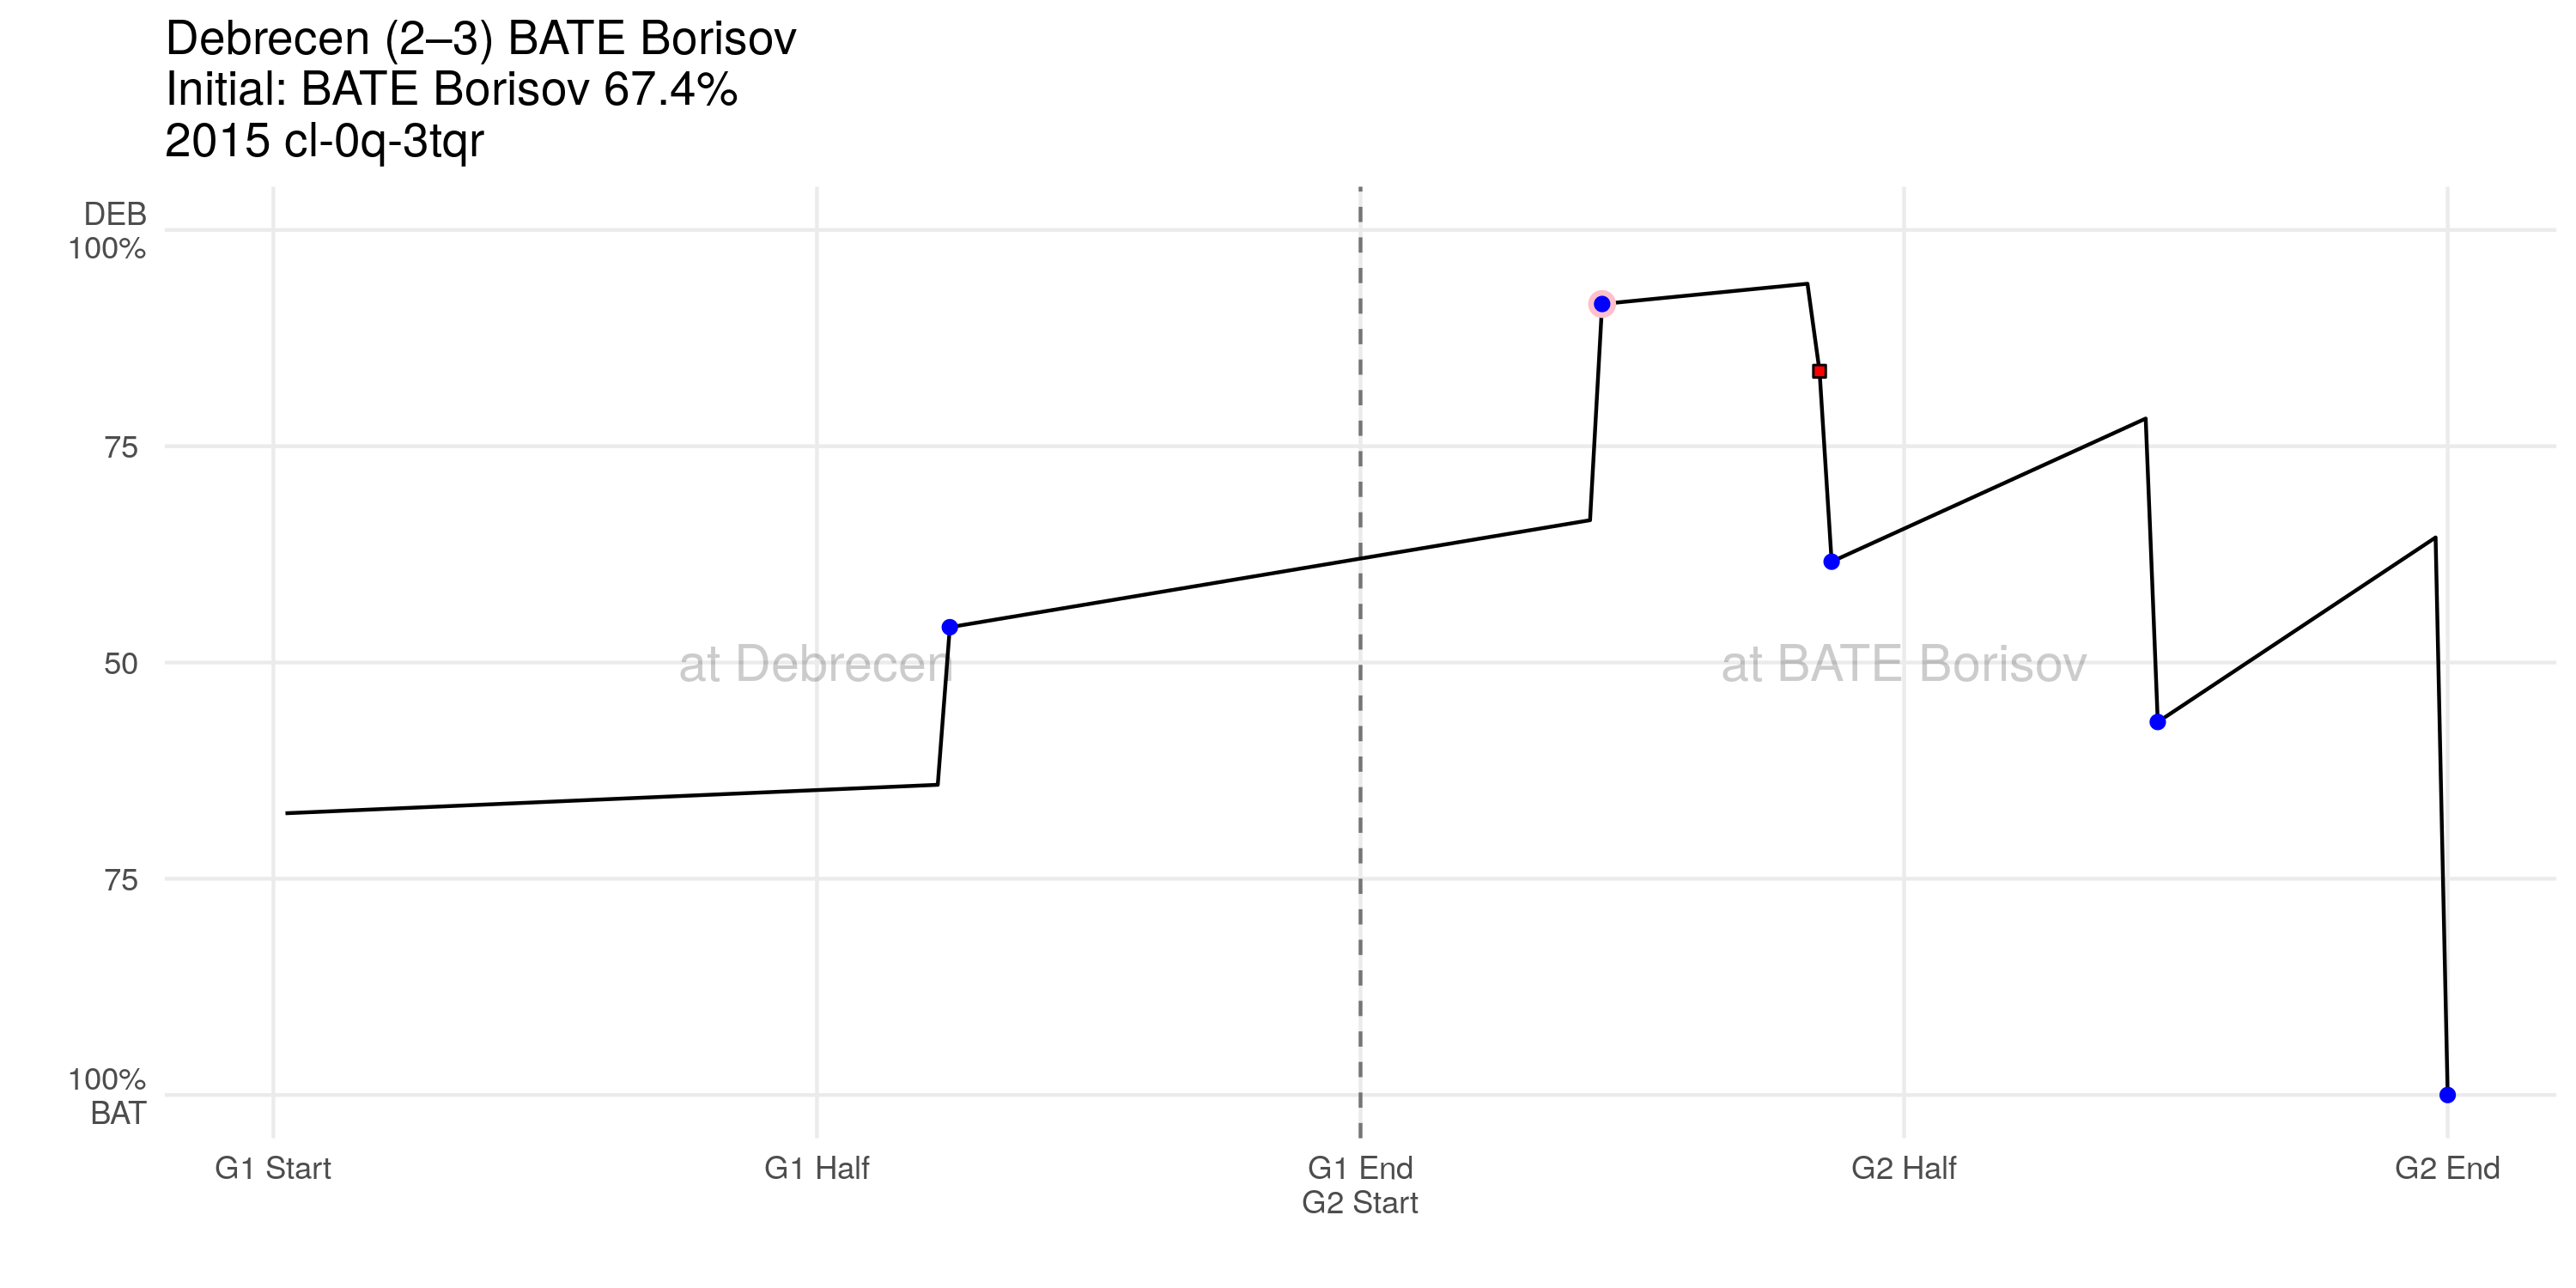 Debrecen (2–3) BATE Borisov
Initial: BATE Borisov 67.4%
2015 cl-0q-3tqr
DEB
100%
75
50
75
100%
BAT
at Debrecen
at BATE Borisov
G1 Start
G1 Half
G1 End
G2 Start
G2 Half
G2 End